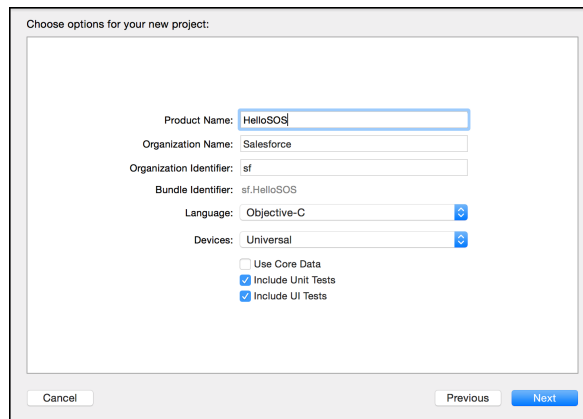 Choose options for your new project:
Product Name: HelloSOS
Organization Name: Salesforce
Organization Identifier: sf
Bundle Identifier: sf.HelloSOS
Language: Objective-C
Devices: Universal
Use Core Data
Include Unit Tests
Include UI Tests
Cancel Previous Next